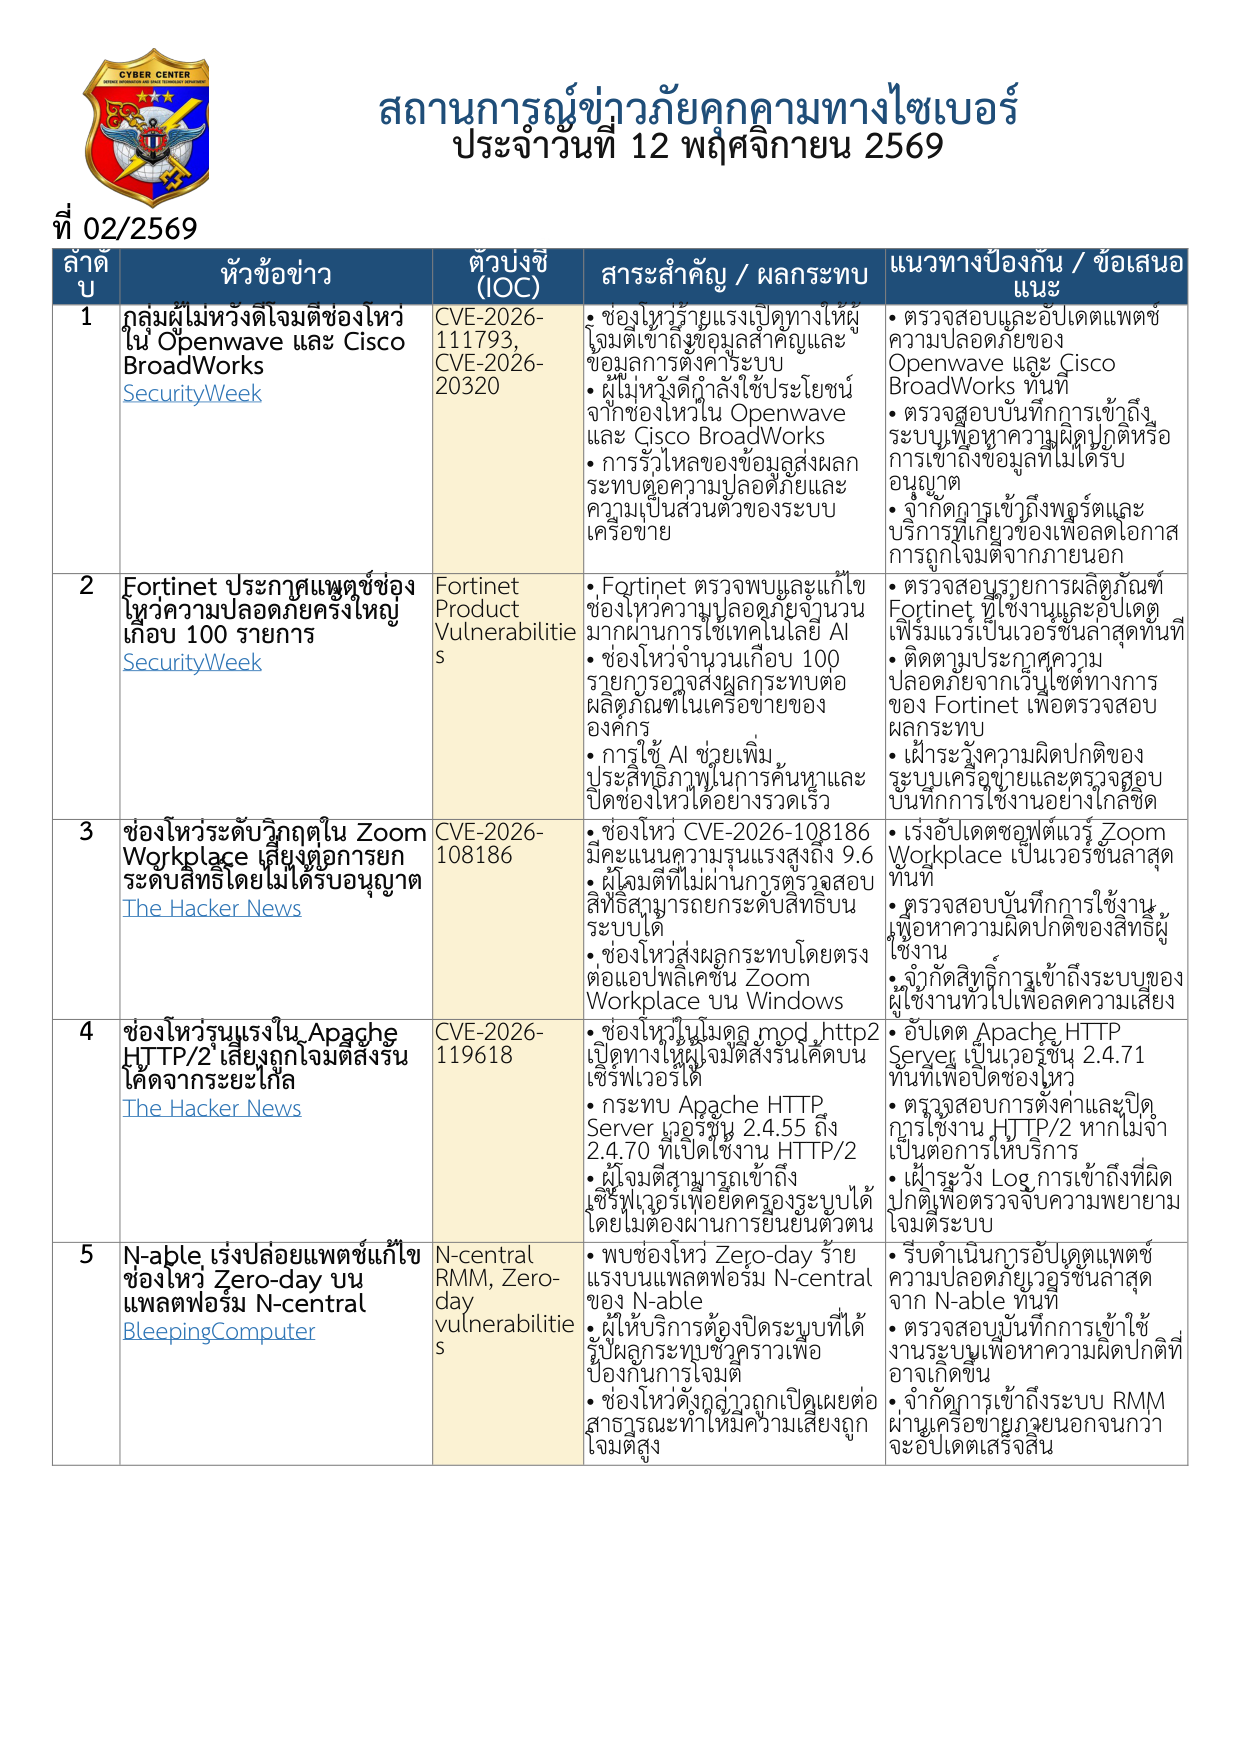 CYBER CENTER
DEFENCE INFORMATION AND SPACE TECHNOLOGY DEPARTMENT
สถานการณ์ข่าวภัยคุกคามทางไซเบอร์
ประจำวันที่ 12 พฤศจิกายน 2569
ที่ 02/2569
ลำดั
บ
หัวข้อข่าว
ตัวบ่งชี้
(IOC)
สาระสำคัญ / ผลกระทบ
แนวทางป้องกัน / ข้อเสนอ
แนะ
1
กลุ่มผู้ไม่หวังดีโจมตีช่องโหว่
ใน Openwave และ Cisco
BroadWorks
SecurityWeek
CVE-2026-
111793,
CVE-2026-
20320
• ช่องโหว่ร้ายแรงเปิดทางให้ผู้
โจมตีเข้าถึงข้อมูลสำคัญและ
ข้อมูลการตั้งค่าระบบ
• ผู้ไม่หวังดีกำลังใช้ประโยชน์
จากช่องโหว่ใน Openwave
และ Cisco BroadWorks
• การรั่วไหลของข้อมูลส่งผลก
ระทบต่อความปลอดภัยและ
ความเป็นส่วนตัวของระบบ
เครือข่าย
• ตรวจสอบและอัปเดตแพตช์
ความปลอดภัยของ
Openwave และ Cisco
BroadWorks ทันที
• ตรวจสอบบันทึกการเข้าถึง
ระบบเพื่อหาความผิดปกติหรือ
การเข้าถึงข้อมูลที่ไม่ได้รับ
อนุญาต
• จำกัดการเข้าถึงพอร์ตและ
บริการที่เกี่ยวข้องเพื่อลดโอกาส
การถูกโจมตีจากภายนอก
2
Fortinet ประกาศแพตช์ช่อง
โหว่ความปลอดภัยครั้งใหญ่
เกือบ 100 รายการ
SecurityWeek
Fortinet
Product
Vulnerabilitie
s
• Fortinet ตรวจพบและแก้ไข
ช่องโหว่ความปลอดภัยจำนวน
มากผ่านการใช้เทคโนโลยี AI
• ช่องโหว่จำนวนเกือบ 100
รายการอาจส่งผลกระทบต่อ
ผลิตภัณฑ์ในเครือข่ายของ
องค์กร
• การใช้ AI ช่วยเพิ่ม
ประสิทธิภาพในการค้นหาและ
ปิดช่องโหว่ได้อย่างรวดเร็ว
• ตรวจสอบรายการผลิตภัณฑ์
Fortinet ที่ใช้งานและอัปเดต
เฟิร์มแวร์เป็นเวอร์ชันล่าสุดทันที
• ติดตามประกาศความ
ปลอดภัยจากเว็บไซต์ทางการ
ของ Fortinet เพื่อตรวจสอบ
ผลกระทบ
• เฝ้าระวังความผิดปกติของ
ระบบเครือข่ายและตรวจสอบ
บันทึกการใช้งานอย่างใกล้ชิด
3
ช่องโหว่ระดับวิกฤตใน Zoom
Workplace เสี่ยงต่อการยก
ระดับสิทธิ์โดยไม่ได้รับอนุญาต
The Hacker News
CVE-2026-
108186
• ช่องโหว่ CVE-2026-108186
มีคะแนนความรุนแรงสูงถึง 9.6
• ผู้โจมตีที่ไม่ผ่านการตรวจสอบ
สิทธิ์สามารถยกระดับสิทธิ์บน
ระบบได้
• ช่องโหว่ส่งผลกระทบโดยตรง
ต่อแอปพลิเคชัน Zoom
Workplace บน Windows
• เร่งอัปเดตซอฟต์แวร์ Zoom
Workplace เป็นเวอร์ชันล่าสุด
ทันที
• ตรวจสอบบันทึกการใช้งาน
เพื่อหาความผิดปกติของสิทธิ์ผู้
ใช้งาน
• จำกัดสิทธิ์การเข้าถึงระบบของ
ผู้ใช้งานทั่วไปเพื่อลดความเสี่ยง
4
ช่องโหว่รุนแรงใน Apache
HTTP/2 เสี่ยงถูกโจมตีสั่งรัน
โค้ดจากระยะไกล
The Hacker News
CVE-2026-
119618
• ช่องโหว่ในโมดูล mod_http2
เปิดทางให้ผู้โจมตีสั่งรันโค้ดบน
เซิร์ฟเวอร์ได้
• กระทบ Apache HTTP
Server เวอร์ชัน 2.4.55 ถึง
2.4.70 ที่เปิดใช้งาน HTTP/2
• ผู้โจมตีสามารถเข้าถึง
เซิร์ฟเวอร์เพื่อยึดครองระบบได้
โดยไม่ต้องผ่านการยืนยันตัวตน
• อัปเดต Apache HTTP
Server เป็นเวอร์ชัน 2.4.71
ทันทีเพื่อปิดช่องโหว่
• ตรวจสอบการตั้งค่าและปิด
การใช้งาน HTTP/2 หากไม่จำ
เป็นต่อการให้บริการ
• เฝ้าระวัง Log การเข้าถึงที่ผิด
ปกติเพื่อตรวจจับความพยายาม
โจมตีระบบ
5
N-able เร่งปล่อยแพตช์แก้ไข
ช่องโหว่ Zero-day บน
แพลตฟอร์ม N-central
BleepingComputer
N-central
RMM, Zero-
day
vulnerabilitie
s
• พบช่องโหว่ Zero-day ร้าย
แรงบนแพลตฟอร์ม N-central
ของ N-able
• ผู้ให้บริการต้องปิดระบบที่ได้
รับผลกระทบชั่วคราวเพื่อ
ป้องกันการโจมตี
• ช่องโหว่ดังกล่าวถูกเปิดเผยต่อ
สาธารณะทำให้มีความเสี่ยงถูก
โจมตีสูง
• รีบดำเนินการอัปเดตแพตช์
ความปลอดภัยเวอร์ชันล่าสุด
จาก N-able ทันที
• ตรวจสอบบันทึกการเข้าใช้
งานระบบเพื่อหาความผิดปกติที่
อาจเกิดขึ้น
• จำกัดการเข้าถึงระบบ RMM
ผ่านเครือข่ายภายนอกจนกว่า
จะอัปเดตเสร็จสิ้น